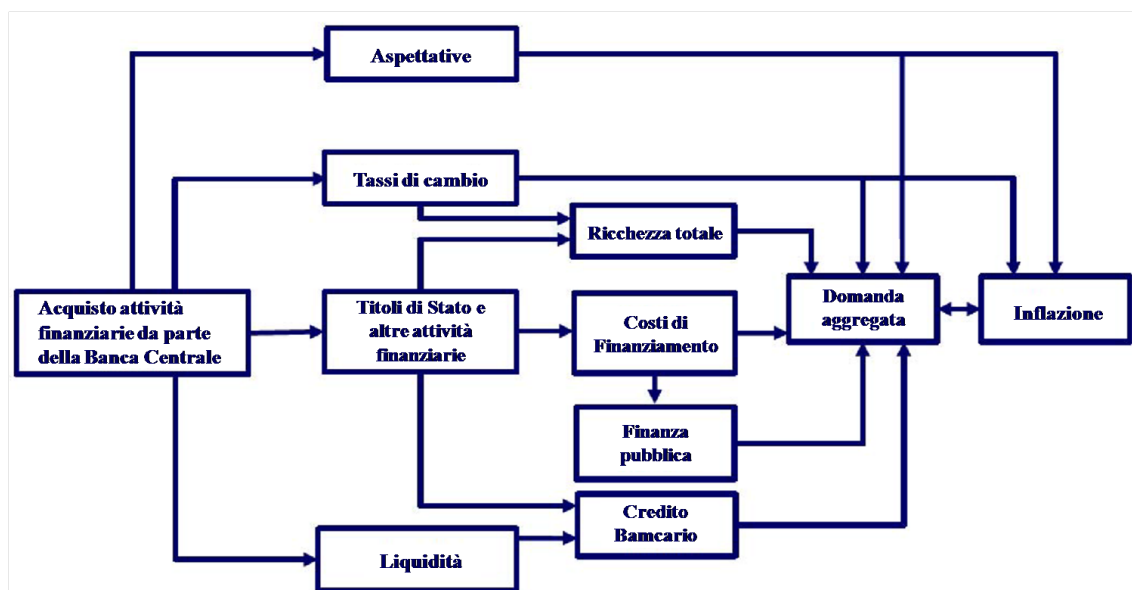 Aspettative
Tassi di cambio
Ricchezza totale
Acquisto attività
finanziarie da parte
della Banca Centrale
Titoli di Stato e
altre attività
finanziarie
Costi di
Finanziamento
Domanda
aggregata
Inflazione
Finanza
pubblica
Credito
Bamcario
Liquidità